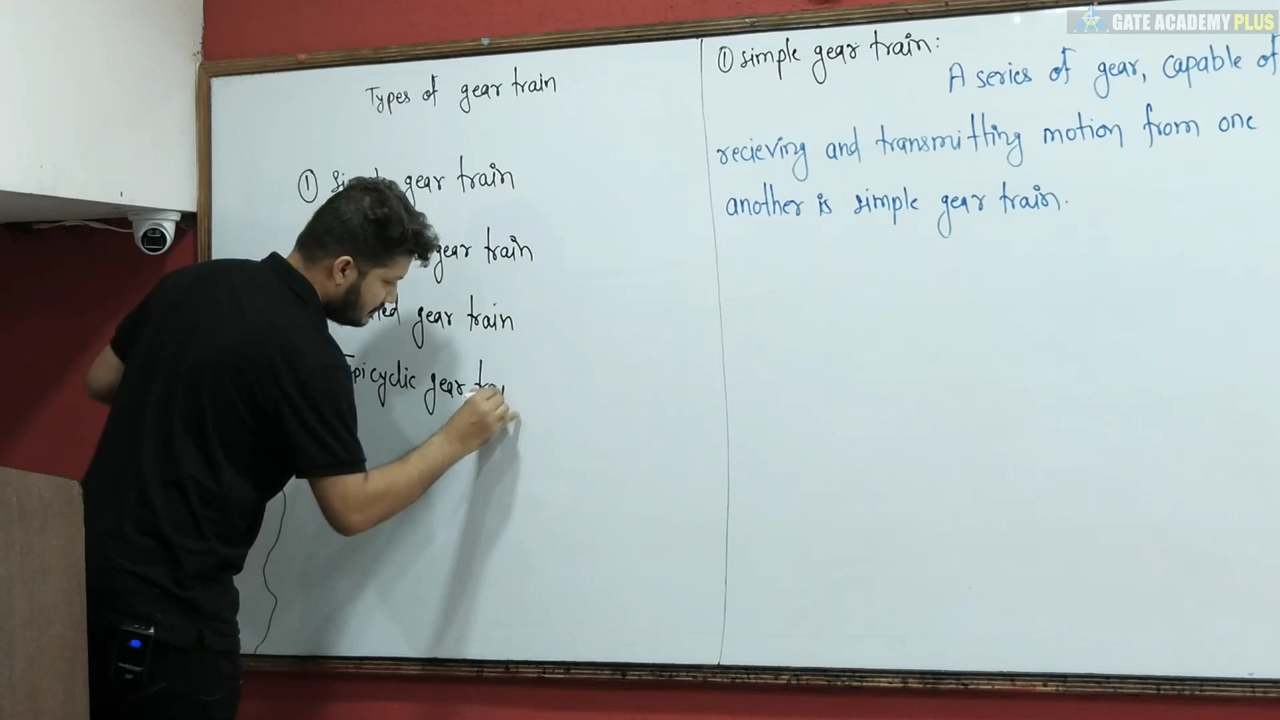 GATE ACADEMY PLUS
Types of gear train
① gear train
gear train
gear train
Epicyclic gear
① simple gear train:
A series of gear, capable of
recieving and transmitting motion from one
another is simple gear train.